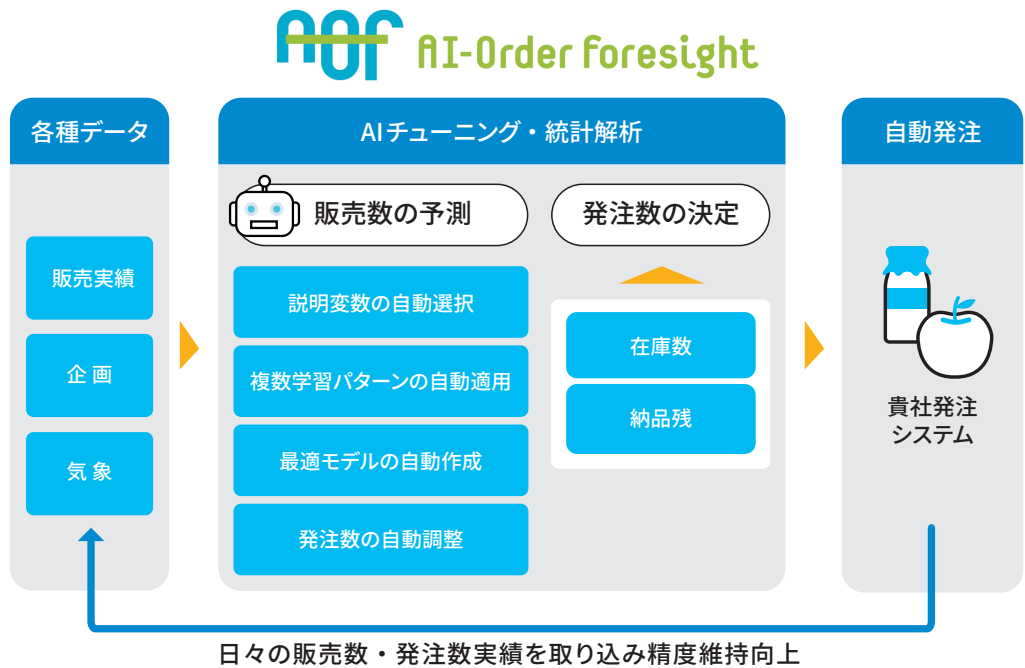 AOF AI-Order Foresight
各種データ
販売実績
企画
気象
AIチューニング・統計解析
販売数の予測
説明変数の自動選択
複数学習パターンの自動適用
最適モデルの自動作成
発注数の自動調整
発注数の決定
在庫数
納品残
自動発注
貴社発注
システム
日々の販売数・発注数実績を取り込み精度維持向上